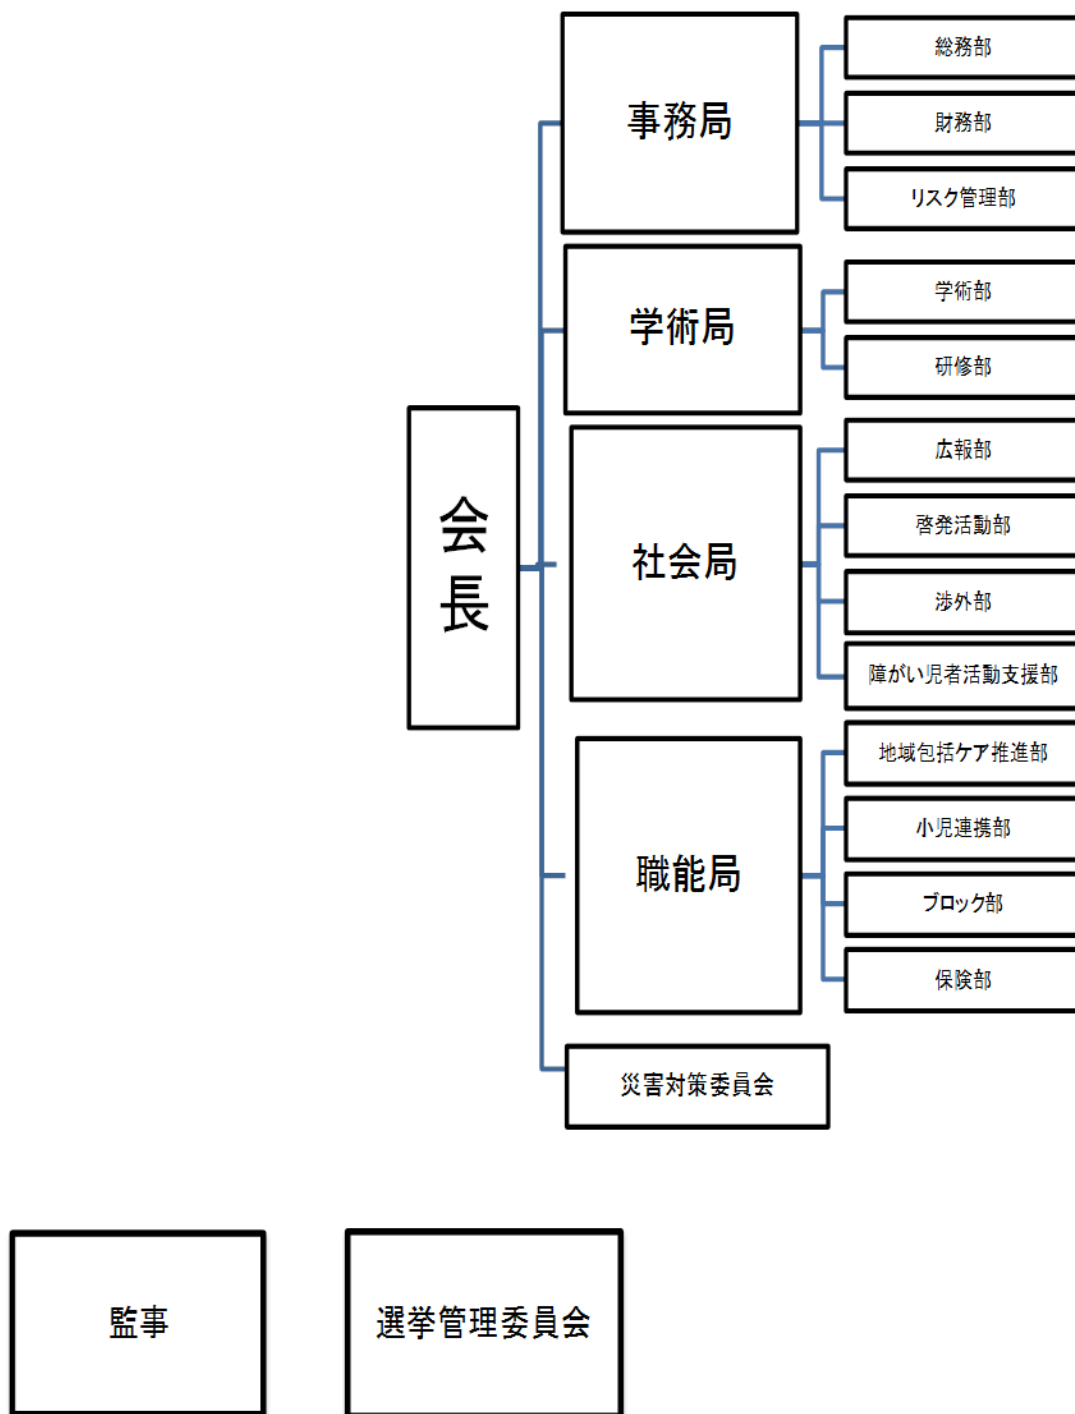 事務局
総務部
財務部
リスク管理部
学術局
学術部
研修部
会長
社会局
広報部
啓発活動部
渉外部
障がい児者活動支援部
職能局
地域包括ケア推進部
小児連携部
ブロック部
保険部
災害対策委員会
監事
選挙管理委員会